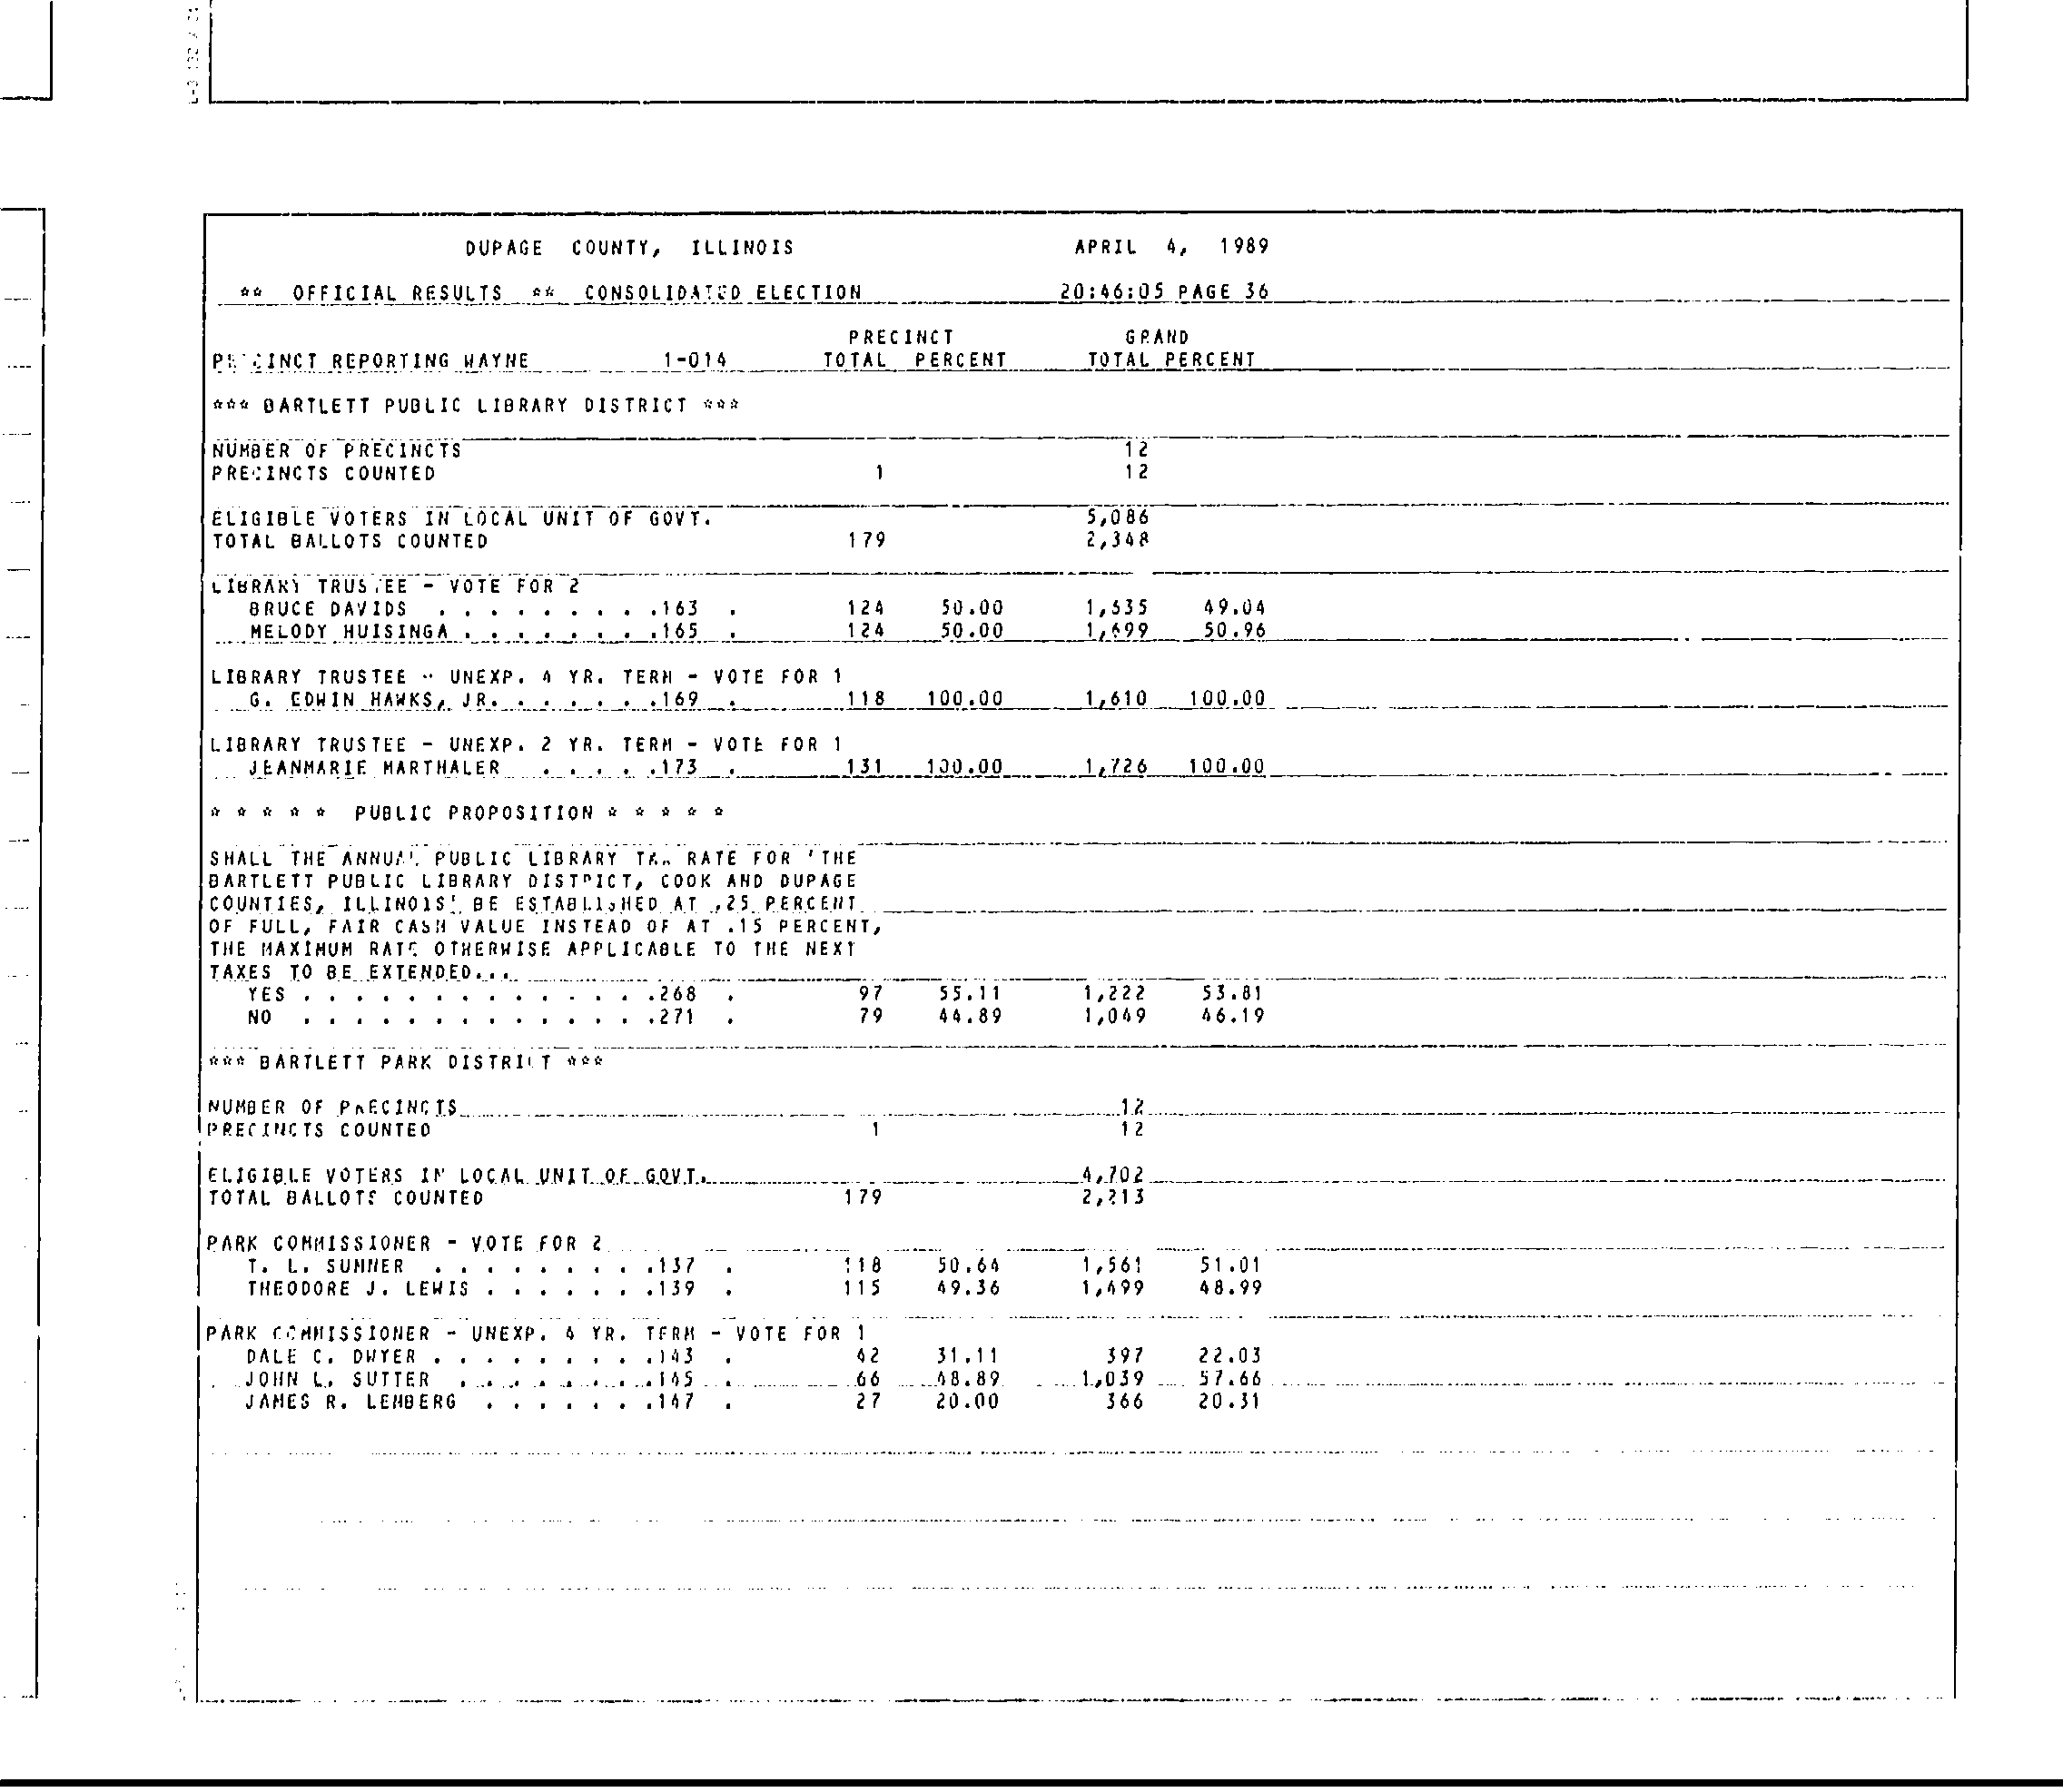 DUPAGE COUNTY, ILLINOIS APRIL 4, 1989
** OFFICIAL RESULTS ** CONSOLIDATED ELECTION 20:46:05 PAGE 36
PRECINCT GRAND
PRECINCT REPORTING WAYNE 1-014 TOTAL PERCENT TOTAL PERCENT
*** BARTLETT PUBLIC LIBRARY DISTRICT ***
NUMBER OF PRECINCTS 12
PRECINCTS COUNTED 1 12
ELIGIBLE VOTERS IN LOCAL UNIT OF GOVT. 5,086
TOTAL BALLOTS COUNTED 179 2,348
LIBRARY TRUSTEE - VOTE FOR 2
BRUCE DAVIDS . . . . . . . . .163 . 124 50.00 1,635 49.04
MELODY HUISINGA . . . . . . . .165 . 124 50.00 1,699 50.96
LIBRARY TRUSTEE - UNEXP. 4 YR. TERM - VOTE FOR 1
G. EDWIN HAWKS, JR. . . . . . .169 . 118 100.00 1,610 100.00
LIBRARY TRUSTEE - UNEXP. 2 YR. TERM - VOTE FOR 1
JEANMARIE MARTHALER . . . . .173 . 131 100.00 1,726 100.00
* * * * * PUBLIC PROPOSITION * * * * *
SHALL THE ANNUAL PUBLIC LIBRARY TAX RATE FOR 'THE
BARTLETT PUBLIC LIBRARY DISTRICT, COOK AND DUPAGE
COUNTIES, ILLINOIS' BE ESTABLISHED AT .25 PERCENT
OF FULL, FAIR CASH VALUE INSTEAD OF AT .15 PERCENT,
THE MAXIMUM RATE OTHERWISE APPLICABLE TO THE NEXT
TAXES TO BE EXTENDED...
YES . . . . . . . . . . . . . .268 . 97 55.11 1,222 53.81
NO . . . . . . . . . . . . . .271 . 79 44.89 1,049 46.19
*** BARTLETT PARK DISTRICT ***
NUMBER OF PRECINCTS 12
PRECINCTS COUNTED 1 12
ELIGIBLE VOTERS IN LOCAL UNIT OF GOVT. 4,702
TOTAL BALLOTS COUNTED 179 2,213
PARK COMMISSIONER - VOTE FOR 2
T. L. SUMNER . . . . . . . . .137 . 118 50.64 1,561 51.01
THEODORE J. LEWIS . . . . . . .139 . 115 49.36 1,499 48.99
PARK COMMISSIONER - UNEXP. 4 YR. TERM - VOTE FOR 1
DALE C. DWYER . . . . . . . . .143 . 42 31.11 397 22.03
JOHN L. SUTTER . . . . . . . .145 . 66 48.89 1,039 57.66
JAMES R. LEMBERG . . . . . . .147 . 27 20.00 366 20.31